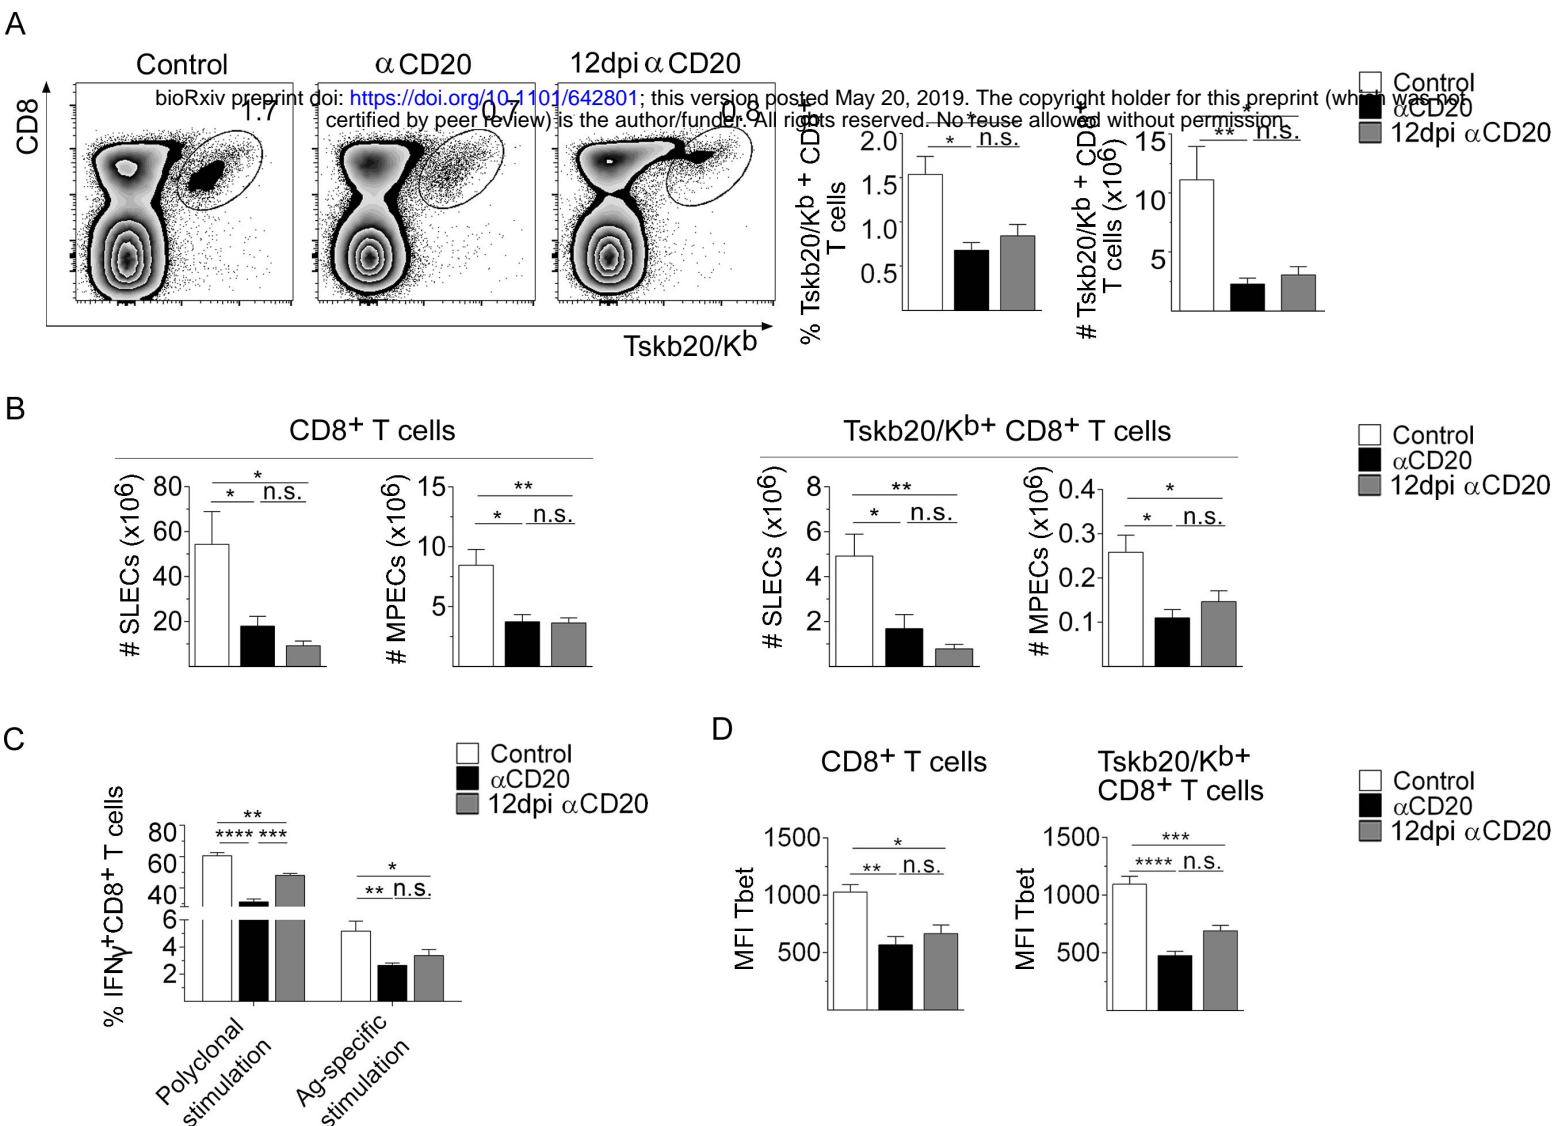 A
Control
αCD20
12dpi αCD20
bioRxiv preprint doi: https://doi.org/10.1101/642801; this version posted May 20, 2019. The copyright holder for this preprint (which was not
certified by peer review) is the author/funder. All rights reserved. No reuse allowed without permission.
1.7
0.7
0.8
CD8
Tskb20/Kb
% Tskb20/Kb + CD8+
T cells
2.0
1.5
1.0
0.5
*
*
n.s.
# Tskb20/Kb + CD8+
T cells (x106)
15
10
5
*
**
n.s.
Control
αCD20
12dpi αCD20
B
CD8+ T cells
# SLECs (x106)
80
60
40
20
*
*
n.s.
# MPECs (x106)
15
10
5
**
*
n.s.
Tskb20/Kb+ CD8+ T cells
# SLECs (x106)
8
6
4
2
**
*
n.s.
# MPECs (x106)
0.4
0.3
0.2
0.1
*
*
n.s.
Control
αCD20
12dpi αCD20
C
Control
αCD20
12dpi αCD20
% IFNγ+CD8+ T cells
80
60
40
6
4
2
**
****
***
*
**
n.s.
Polyclonal
stimulation
Ag-specific
stimulation
D
CD8+ T cells
MFI Tbet
1500
1000
500
*
**
n.s.
Tskb20/Kb+
CD8+ T cells
MFI Tbet
1500
1000
500
***
****
n.s.
Control
αCD20
12dpi αCD20